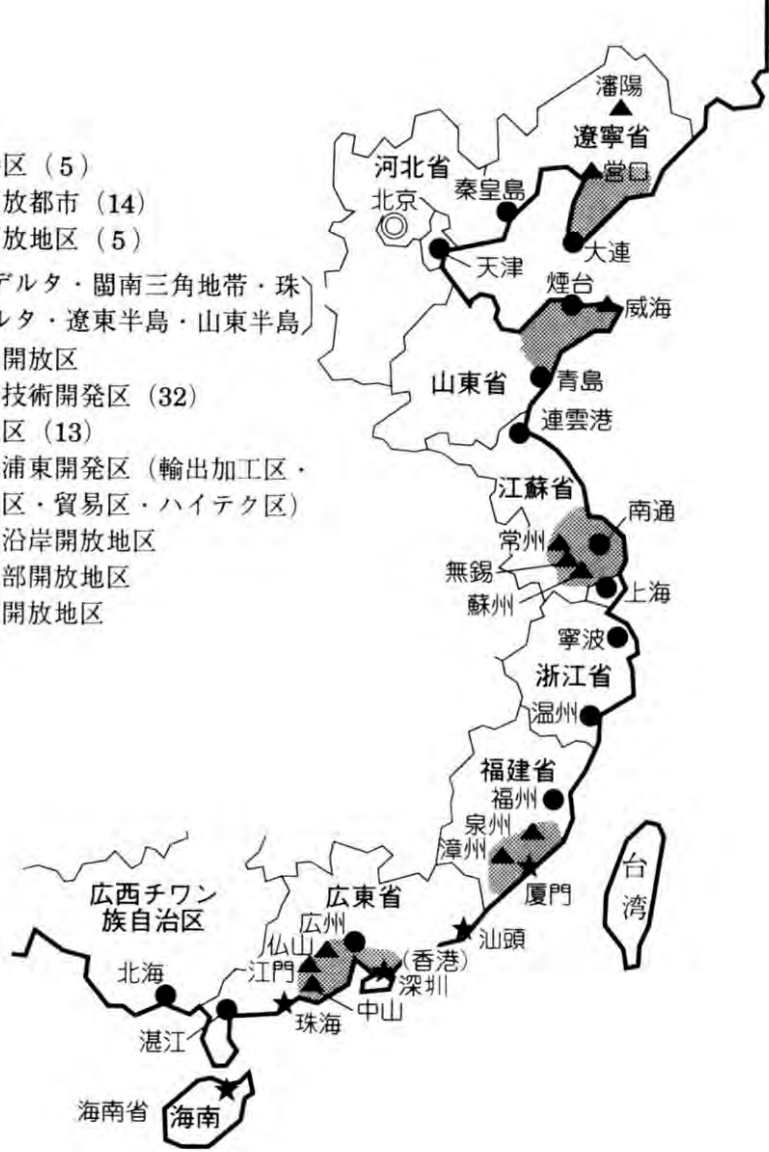 区（5）
放都市（14）
放地区（5）
デルタ・閩南三角地帯・珠
ルタ・遼東半島・山東半島
開放区
技術開発区（32）
区（13）
浦東開発区（輸出加工区・
区・貿易区・ハイテク区）
沿岸開放地区
部開放地区
開放地区
瀋陽
遼寧省
営口
河北省
秦皇島
北京
大連
天津
煙台
威海
山東省
青島
連雲港
江蘇省
南通
常州
無錫
蘇州
上海
寧波
浙江省
温州
福建省
福州
泉州
漳州
厦門
台湾
広西チワン
族自治区
広東省
広州
仏山
汕頭
(香港)
江門
深圳
北海
中山
珠海
湛江
海南省
海南